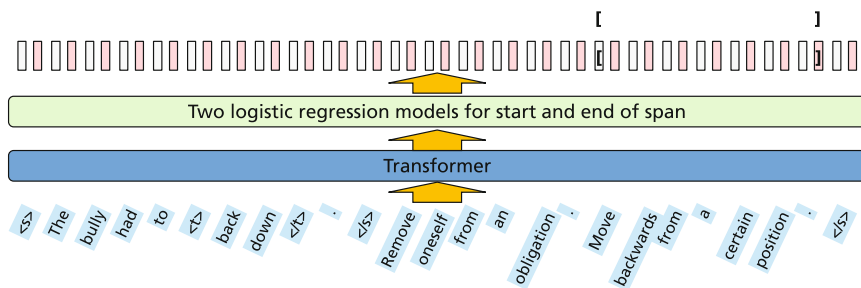 [ ]
[ ]
Two logistic regression models for start and end of span
Transformer
<s> The bully had to <t> back down </t> . </s> Remove oneself from an obligation . Move backwards from a certain position . </s>